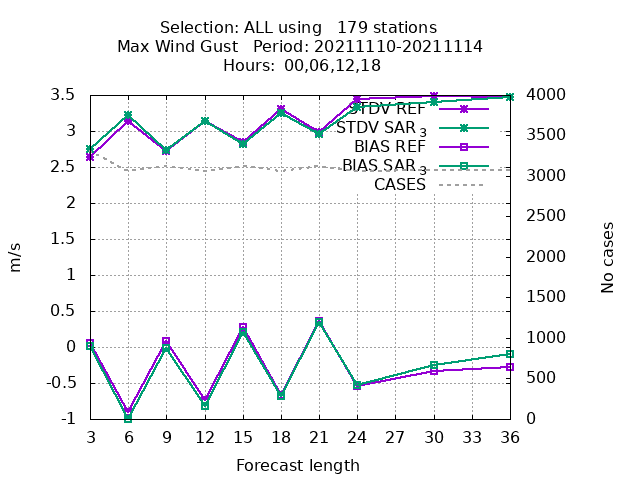 Selection: ALL using 179 stations
Max Wind Gust Period: 20211110-20211114
Hours: 00,06,12,18
3.5
3
2.5
2
1.5
1
0.5
0
-0.5
-1
4000
3500
3000
2500
2000
1500
1000
500
0
STDV REF
STDV SAR3
BIAS REF
BIAS SAR3
CASES
m/s
No cases
3 6 9 12 15 18 21 24 27 30 33 36
Forecast length